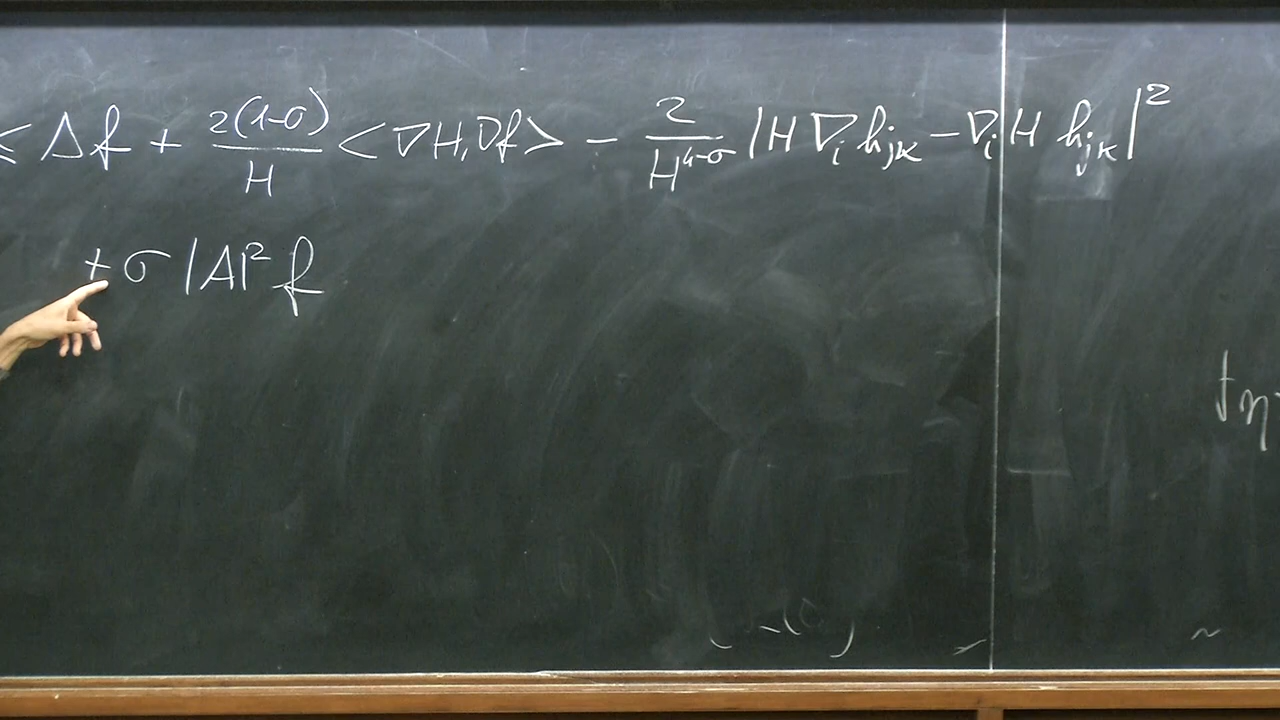 ≤ Δf + 2(1-σ)/H <∇H,∇f> - 2/H^{4-σ} |H ∇_i h_{jk} - ∇_i H h_{jk}|^2
+ σ |A|^2 f
η